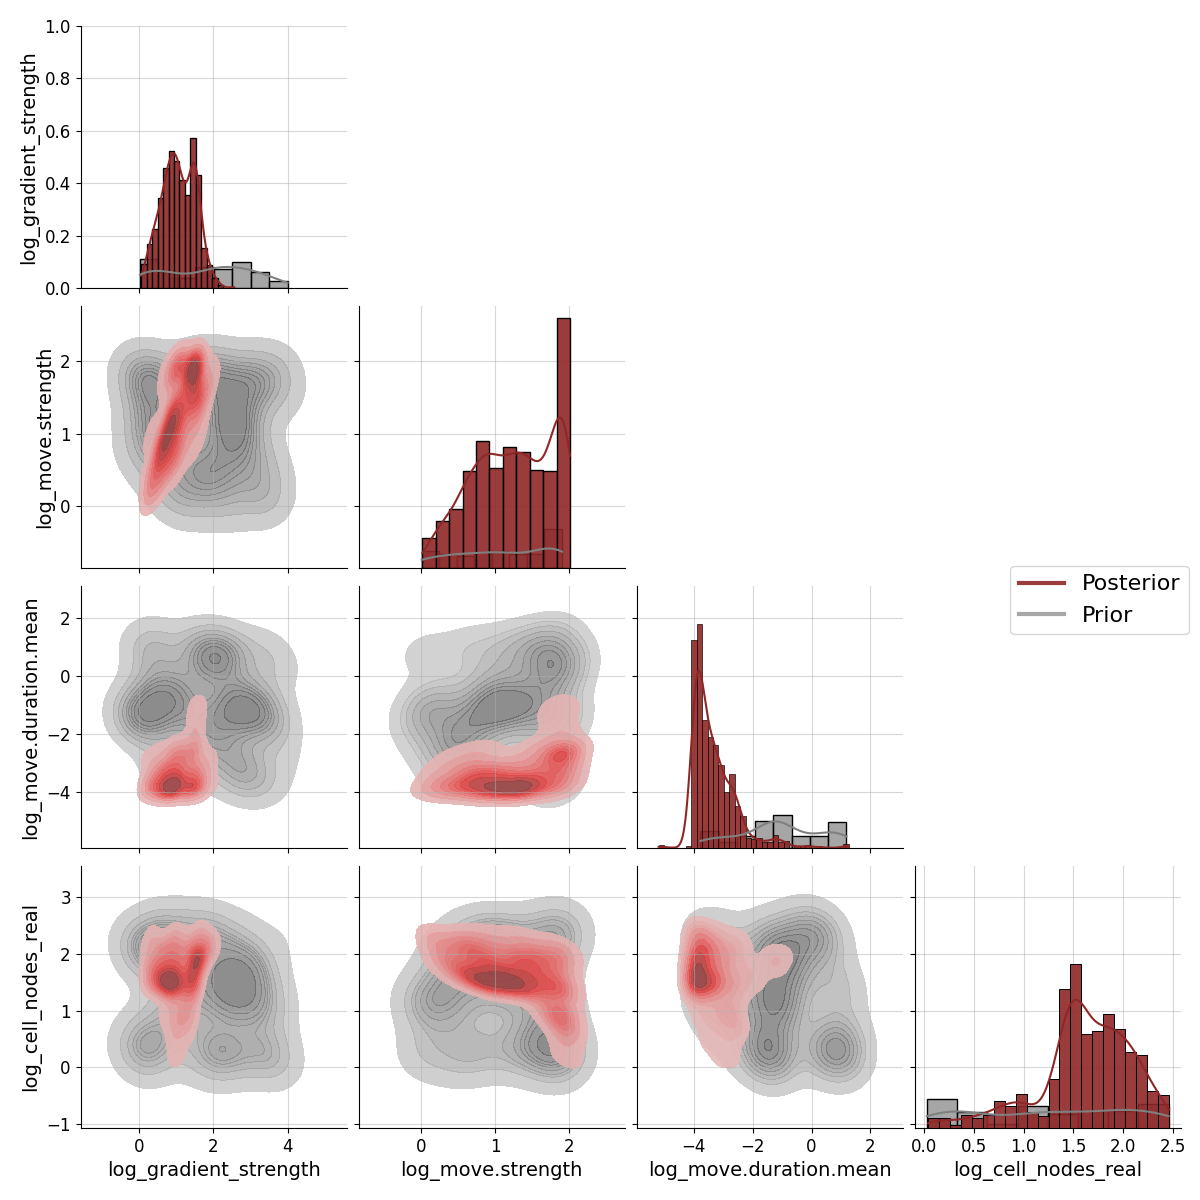 1.0
0.8
0.6
0.4
0.2
0.0
log_gradient_strength
2
1
0
log_move.strength
2
0
−2
−4
log_move.duration.mean
Posterior
Prior
3
2
1
0
−1
log_cell_nodes_real
0 2 4
0 1 2
−4 −2 0 2
0.0 0.5 1.0 1.5 2.0 2.5
log_gradient_strength
log_move.strength
log_move.duration.mean
log_cell_nodes_real